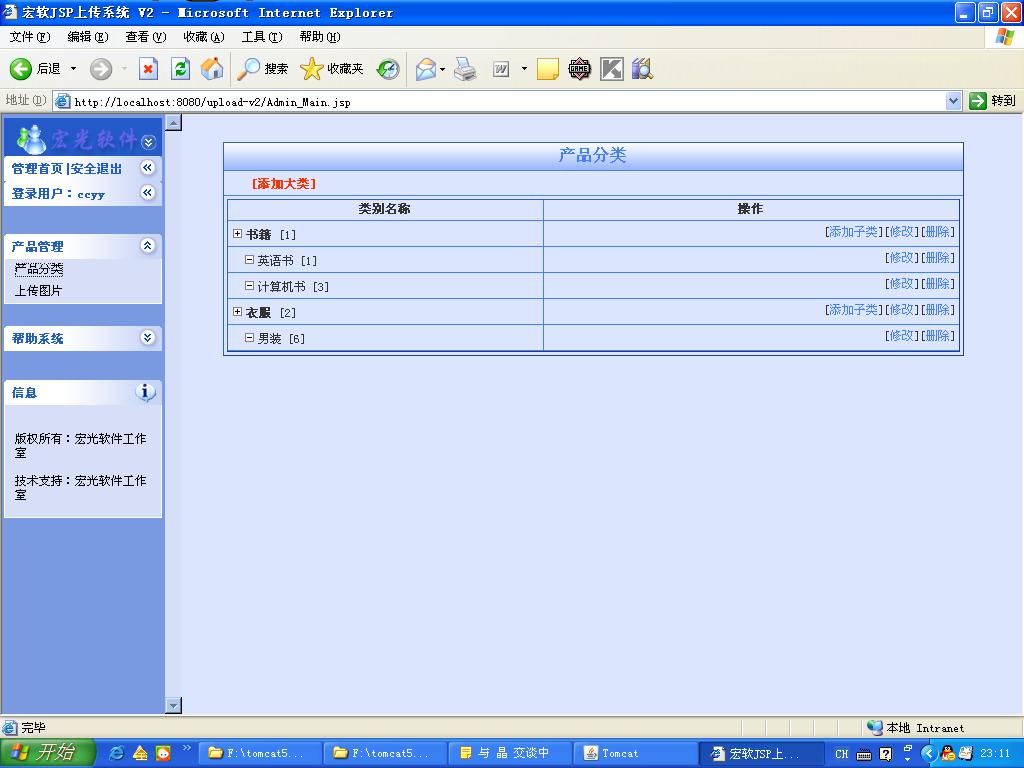 宏软JSP上传系统 V2 - Microsoft Internet Explorer
文件(F) 编辑(E) 查看(V) 收藏(A) 工具(T) 帮助(H)
后退 搜索 收藏夹
地址(D) http://localhost:8080/upload-v2/Admin_Main.jsp 转到
宏光软件
管理首页|安全退出
登录用户：ccyy
产品管理
产品分类
上传图片
帮助系统
信息
版权所有：宏光软件工作
室
技术支持：宏光软件工作
室
产品分类
[添加大类]
类别名称 操作
书籍 [1] [添加子类][修改][删除]
英语书 [1] [修改][删除]
计算机书 [3] [修改][删除]
衣服 [2] [添加子类][修改][删除]
男装 [6] [修改][删除]
完毕 本地 Intranet
开始 F:\tomcat5... F:\tomcat5... 与 晶 交谈中 Tomcat 宏软JSP上... CH 23:11